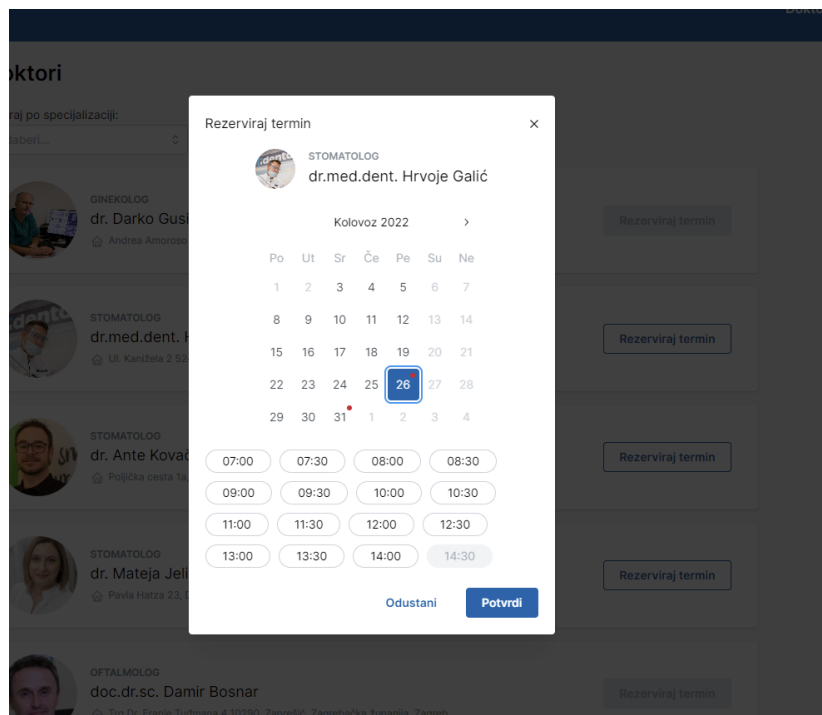 oktori
raj po specijalizaciji:
GINEKOLOG
dr. Darko Gusi
Andrea Amoroso
Rezerviraj termin
STOMATOLOG
dr.med.dent. H
Ul. Kanižela 2 52
Rezerviraj termin
STOMATOLOG
dr. Ante Kovač
Poljička cesta 1a,
Rezerviraj termin
STOMATOLOG
dr. Mateja Jeli
Pavla Hatza 23,
Rezerviraj termin
OFTALMOLOG
doc.dr.sc. Damir Bosnar
Rezerviraj termin
Rezerviraj termin
STOMATOLOG
dr.med.dent. Hrvoje Galić
Kolovoz 2022
Po Ut Sr Če Pe Su Ne
1 2 3 4 5 6 7
8 9 10 11 12 13 14
15 16 17 18 19 20 21
22 23 24 25 26 27 28
29 30 31 1 2 3 4
07:00 07:30 08:00 08:30
09:00 09:30 10:00 10:30
11:00 11:30 12:00 12:30
13:00 13:30 14:00 14:30
Odustani Potvrdi